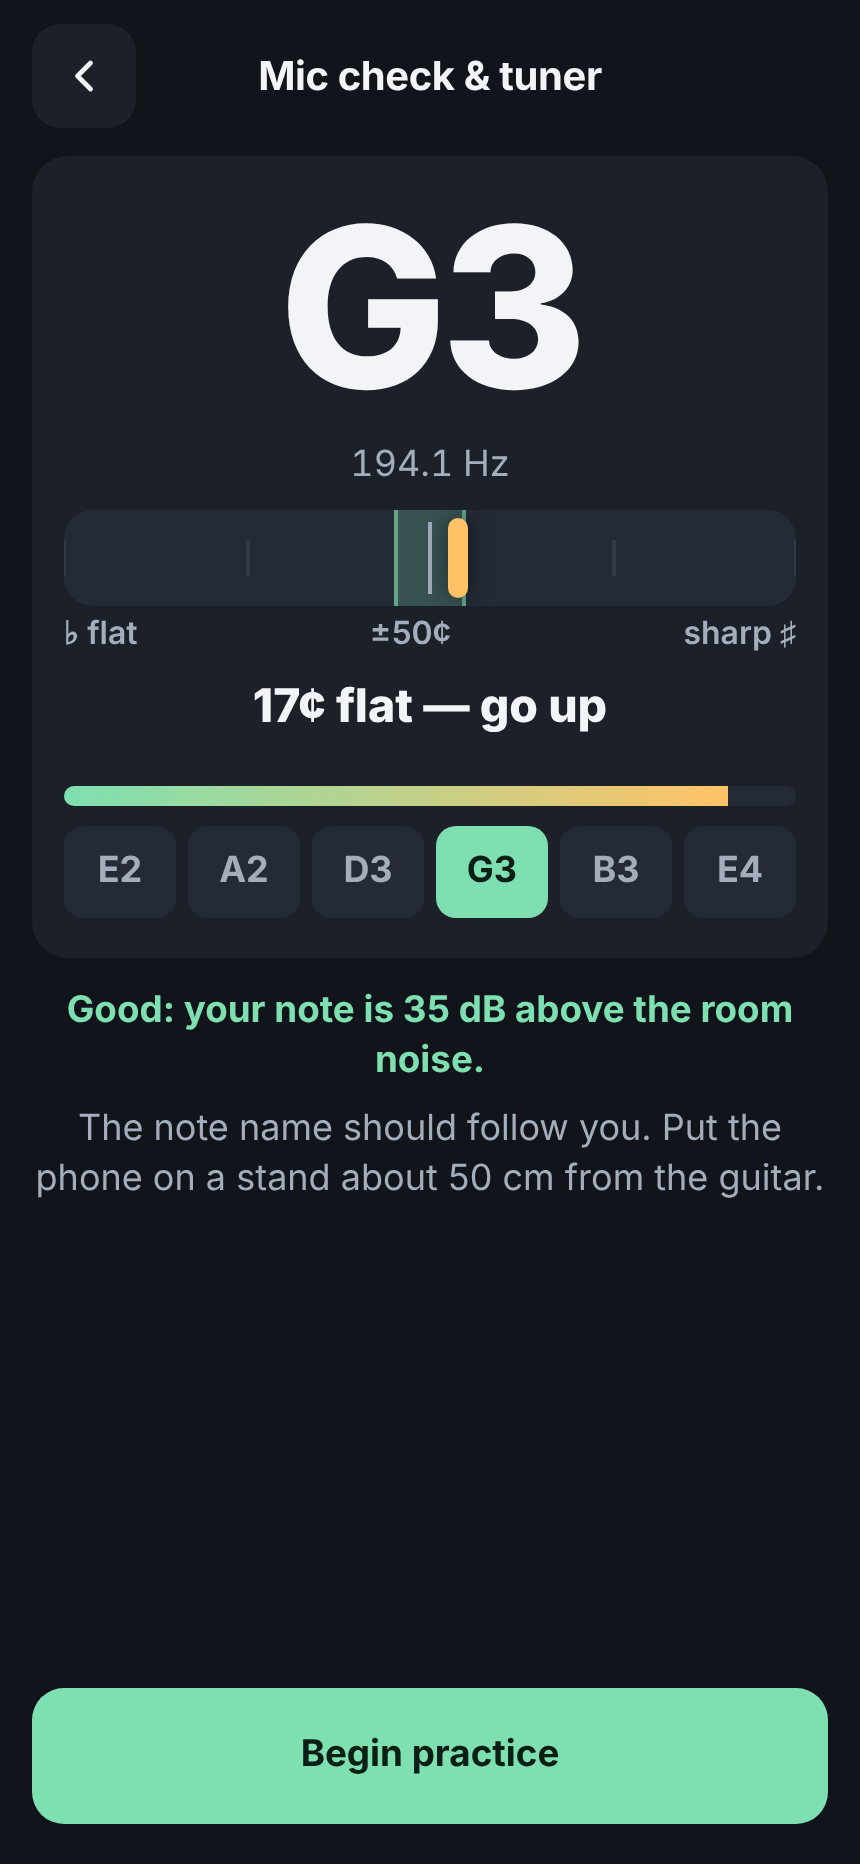 Mic check & tuner
G3
194.1 Hz
♭ flat
±50¢
sharp ♯
17¢ flat — go up
E2
A2
D3
G3
B3
E4
Good: your note is 35 dB above the room
noise.
The note name should follow you. Put the
phone on a stand about 50 cm from the guitar.
Begin practice